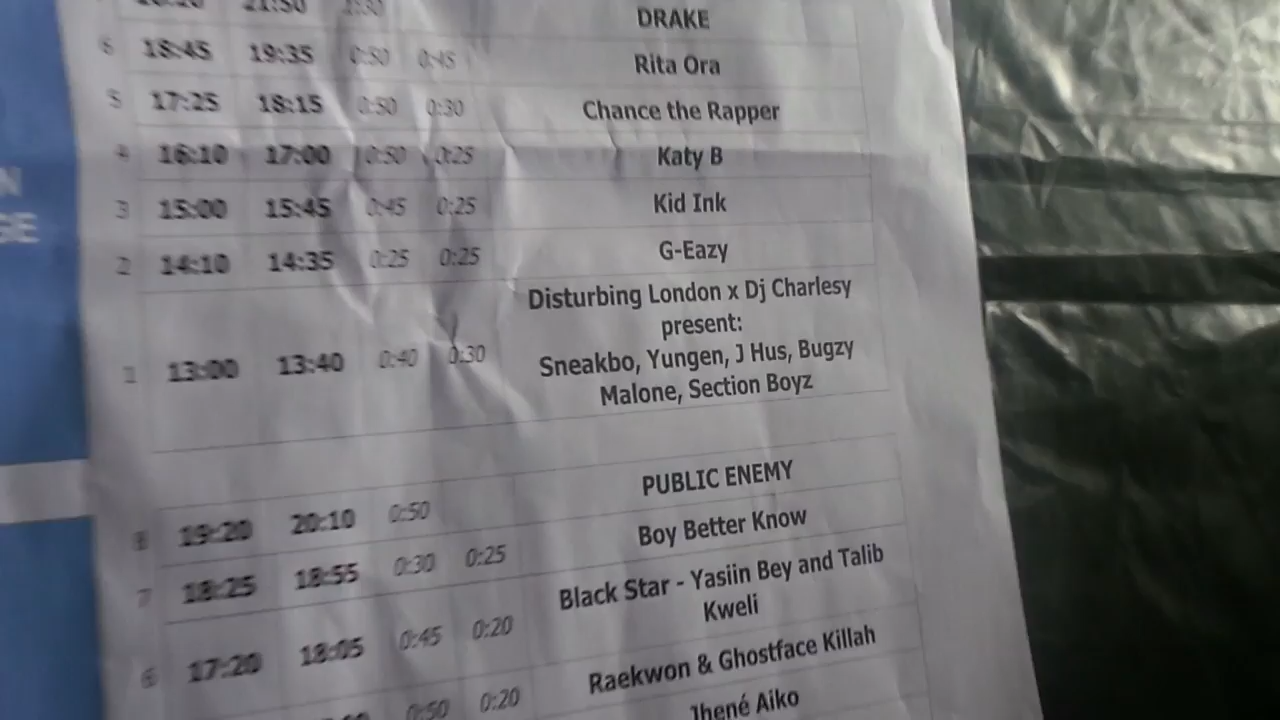 DRAKE
6 18:45 19:35 0:50 0:45 Rita Ora
5 17:25 18:15 0:50 0:30 Chance the Rapper
4 16:10 17:00 0:50 0:25 Katy B
3 15:00 15:45 0:45 0:25 Kid Ink
2 14:10 14:35 0:25 0:25 G-Eazy
Disturbing London x Dj Charlesy
present:
1 13:00 13:40 0:40 0:30 Sneakbo, Yungen, J Hus, Bugzy
Malone, Section Boyz
8 19:20 20:10 0:50 PUBLIC ENEMY
7 18:25 18:55 0:30 0:25 Boy Better Know
6 17:20 18:05 0:45 0:20 Black Star - Yasiin Bey and Talib
Kweli
0:50 0:20 Raekwon & Ghostface Killah
Jhené Aiko